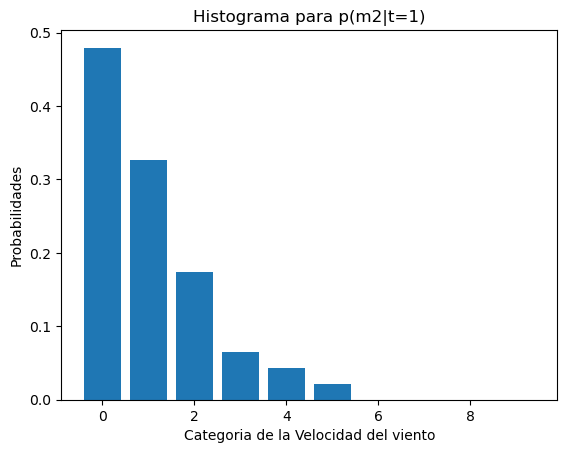 Histograma para p(m2|t=1)
0.5
0.4
0.3
0.2
0.1
0.0
Probabilidades
0 2 4 6 8
Categoria de la Velocidad del viento